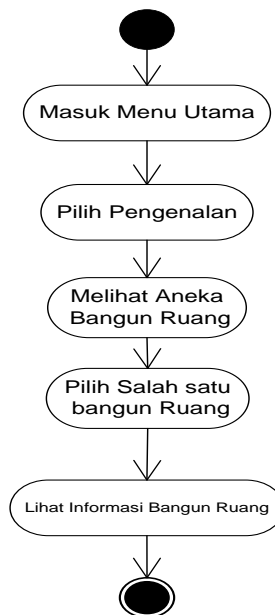 Masuk Menu Utama
Pilih Pengenalan
Melihat Aneka
Bangun Ruang
Pilih Salah satu
bangun Ruang
Lihat Informasi Bangun Ruang